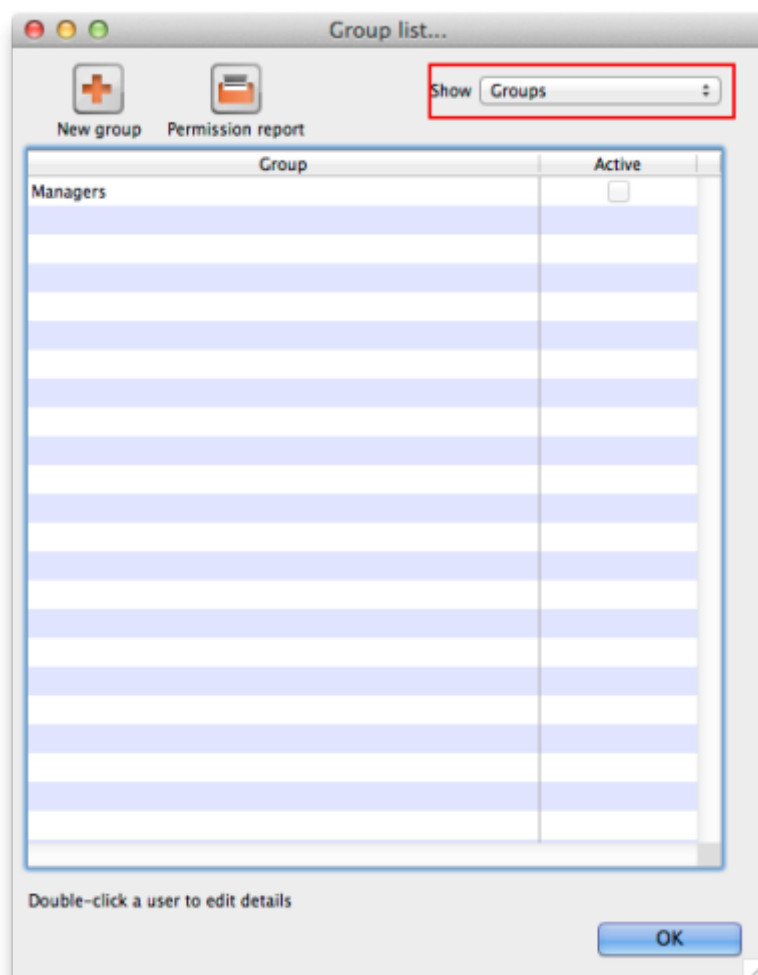 Group list...
Show Groups
New group Permission report
Group Active
Managers
Double-click a user to edit details
OK